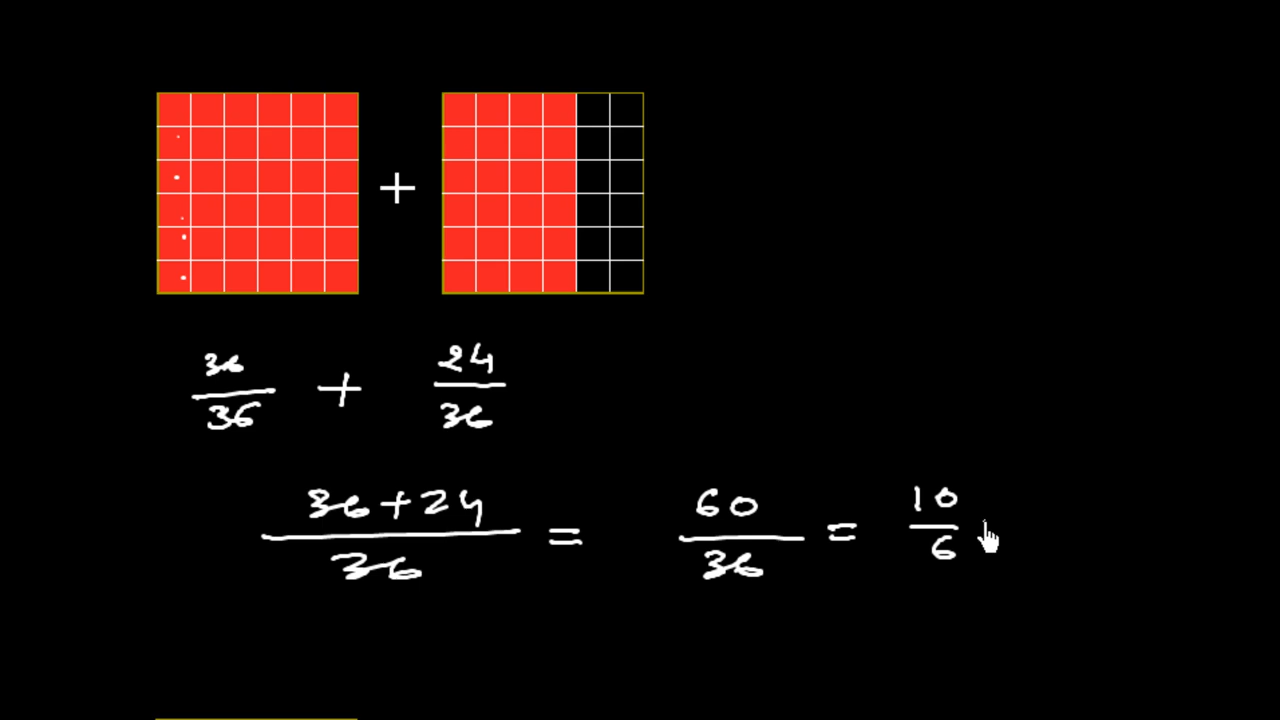 +
36/36 + 24/36
36+24/36 = 60/36 = 10/6